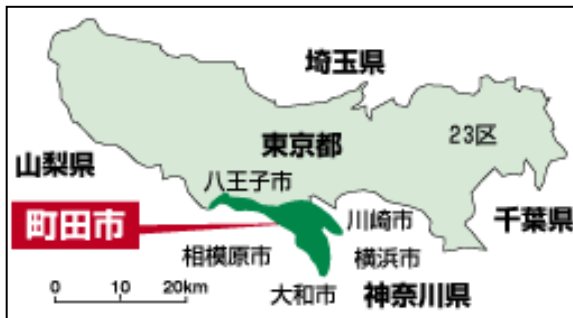 埼玉県
23区
東京都
山梨県
八王子市
町田市
川崎市
千葉県
相模原市
横浜市
大和市
神奈川県
0 10 20km